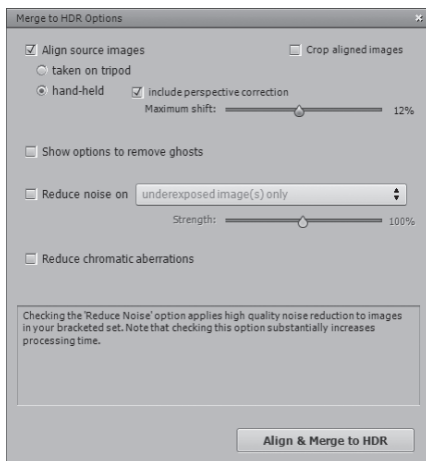 Merge to HDR Options
Align source images
Crop aligned images
taken on tripod
hand-held
include perspective correction
Maximum shift:
12%
Show options to remove ghosts
Reduce noise on
underexposed image(s) only
Strength:
100%
Reduce chromatic aberrations
Checking the 'Reduce Noise' option applies high quality noise reduction to images
in your bracketed set. Note that checking this option substantially increases
processing time.
Align & Merge to HDR